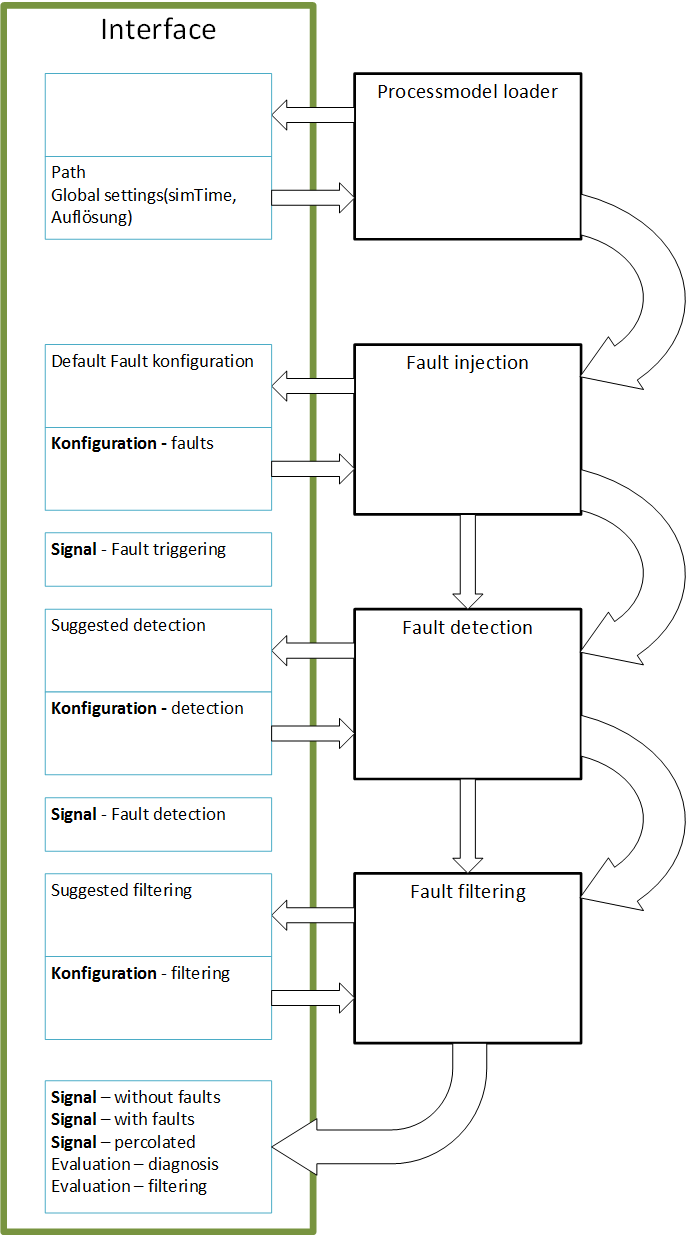 Interface
Processmodel loader
Path
Global settings(simTime,
Auflösung)
Default Fault konfiguration
Fault injection
Konfiguration - faults
Signal - Fault triggering
Suggested detection
Fault detection
Konfiguration - detection
Signal - Fault detection
Suggested filtering
Fault filtering
Konfiguration - filtering
Signal – without faults
Signal – with faults
Signal – percolated
Evaluation – diagnosis
Evaluation – filtering